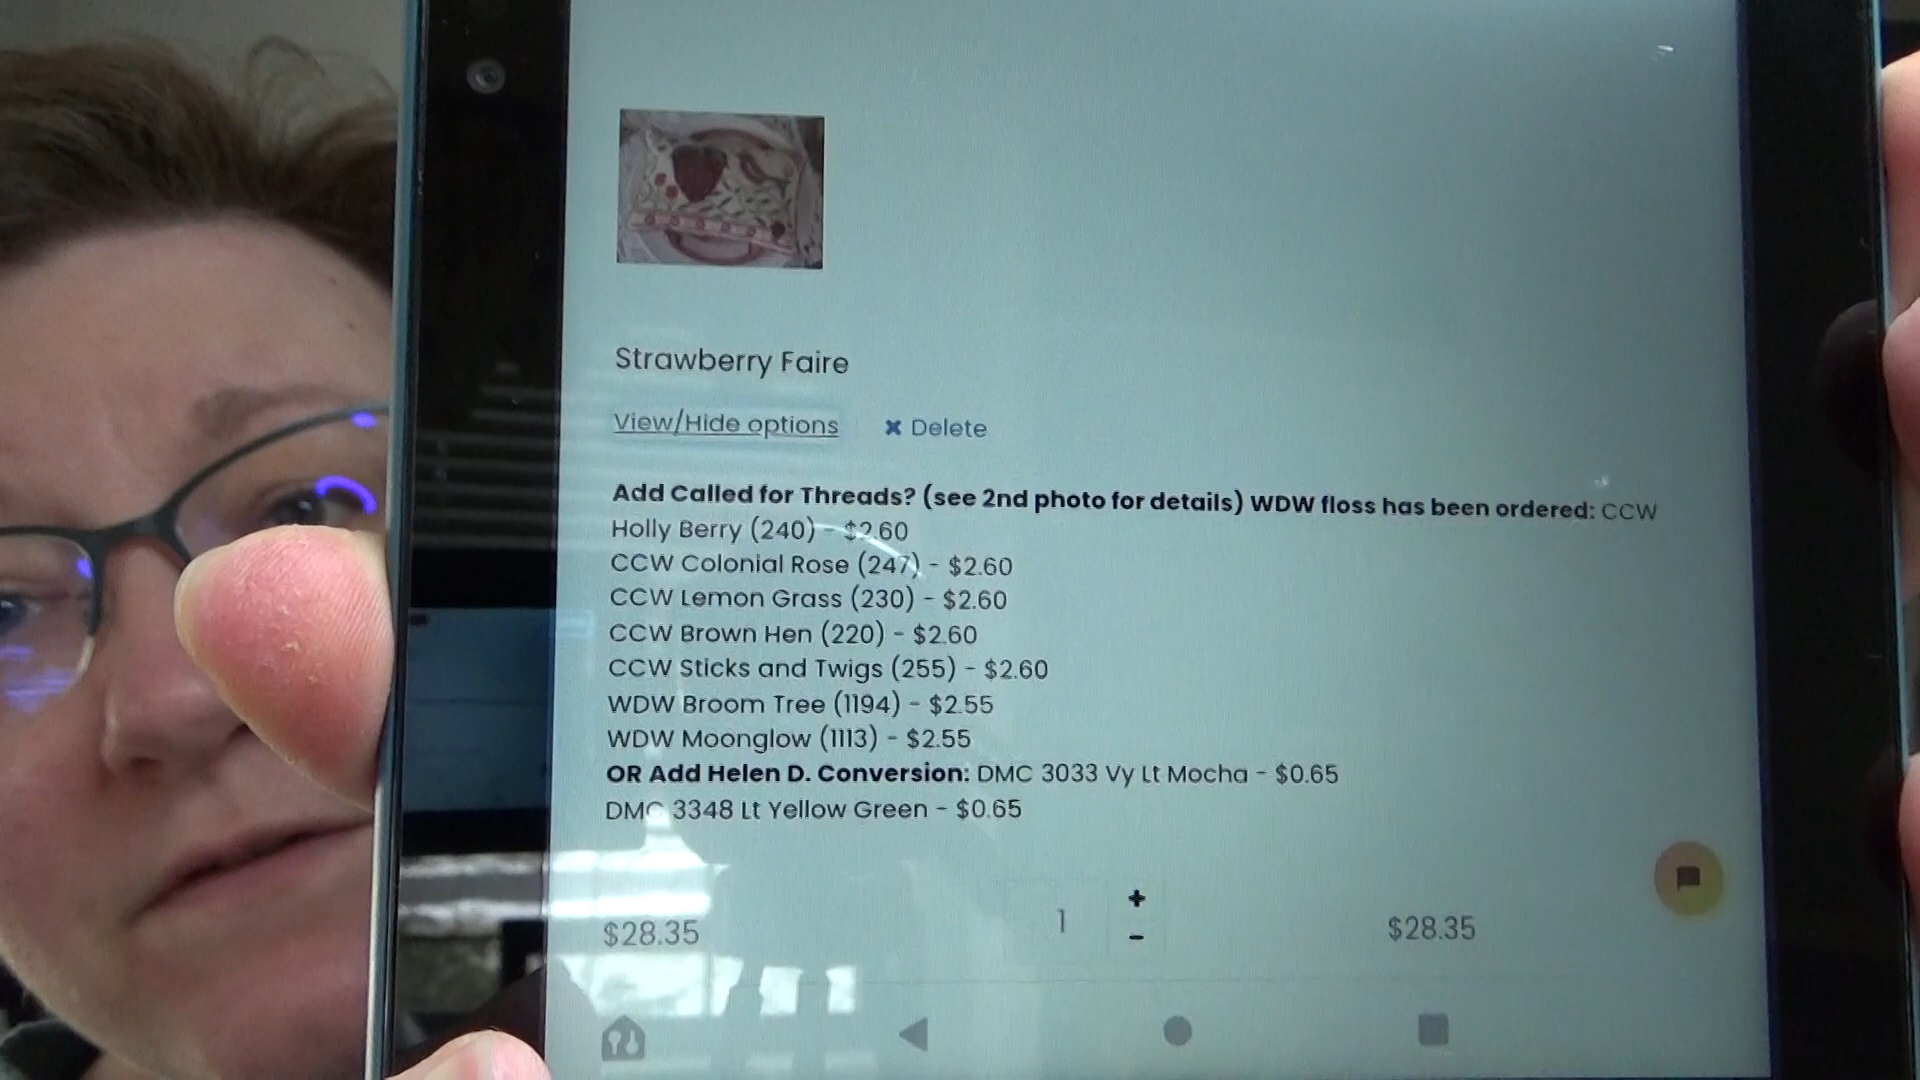 Strawberry Faire
View/Hide options ✖ Delete
Add Called for Threads? (see 2nd photo for details) WDW floss has been ordered: CCW
Holly Berry (240) - $2.60
CCW Colonial Rose (247) - $2.60
CCW Lemon Grass (230) - $2.60
CCW Brown Hen (220) - $2.60
CCW Sticks and Twigs (255) - $2.60
WDW Broom Tree (1194) - $2.55
WDW Moonglow (1113) - $2.55
OR Add Helen D. Conversion: DMC 3033 Vy Lt Mocha - $0.65
DMC 3348 Lt Yellow Green - $0.65
$28.35 1 + - $28.35